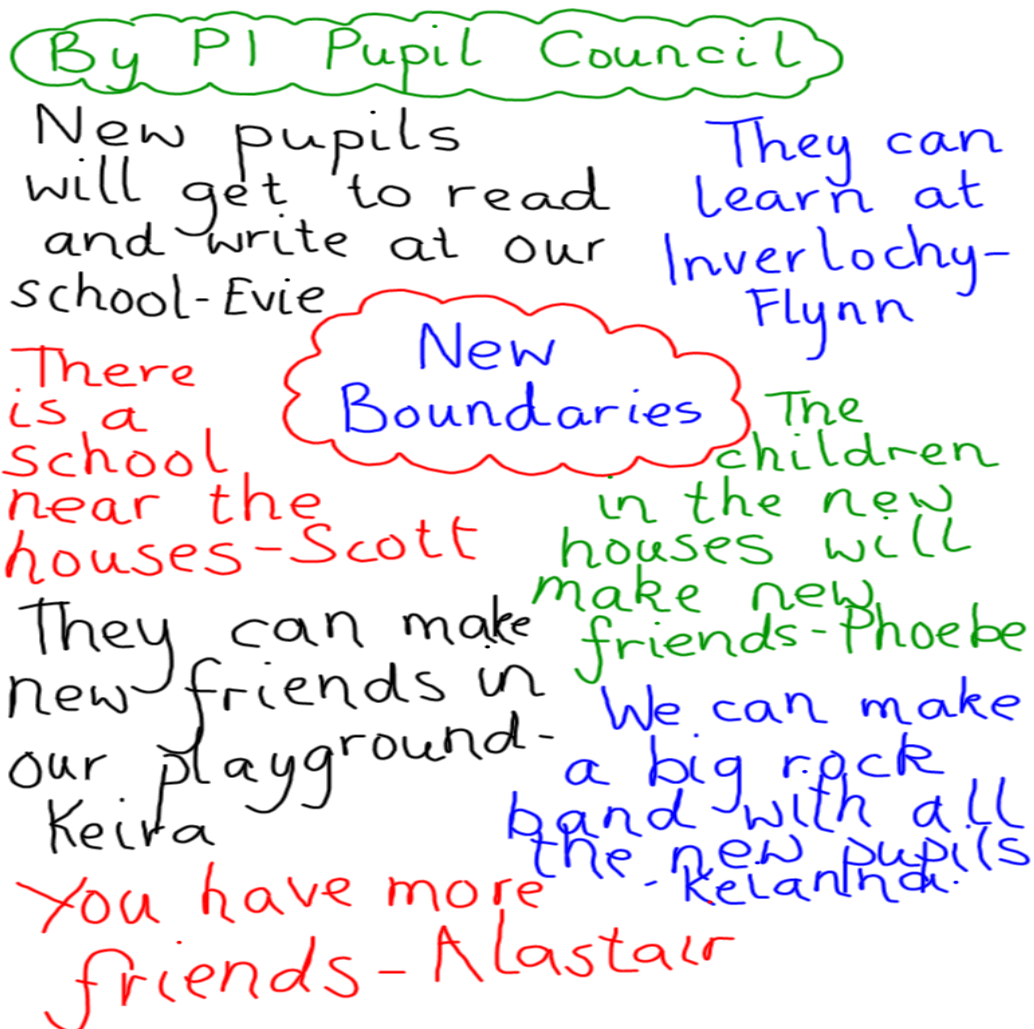 By P1 Pupil Council
New pupils
will get to read
and write at our
school-Evie
They can
learn at
Inverlochy-
Flynn
New
Boundaries
There
is a
school
near the
houses-Scott
The
children
in the new
houses will
make new
friends-Phoebe
They can make
new friends in
our playground-
Keira
We can make
a big rock
band with all
the new pupils
- Keianna.
You have more
friends-Alastair